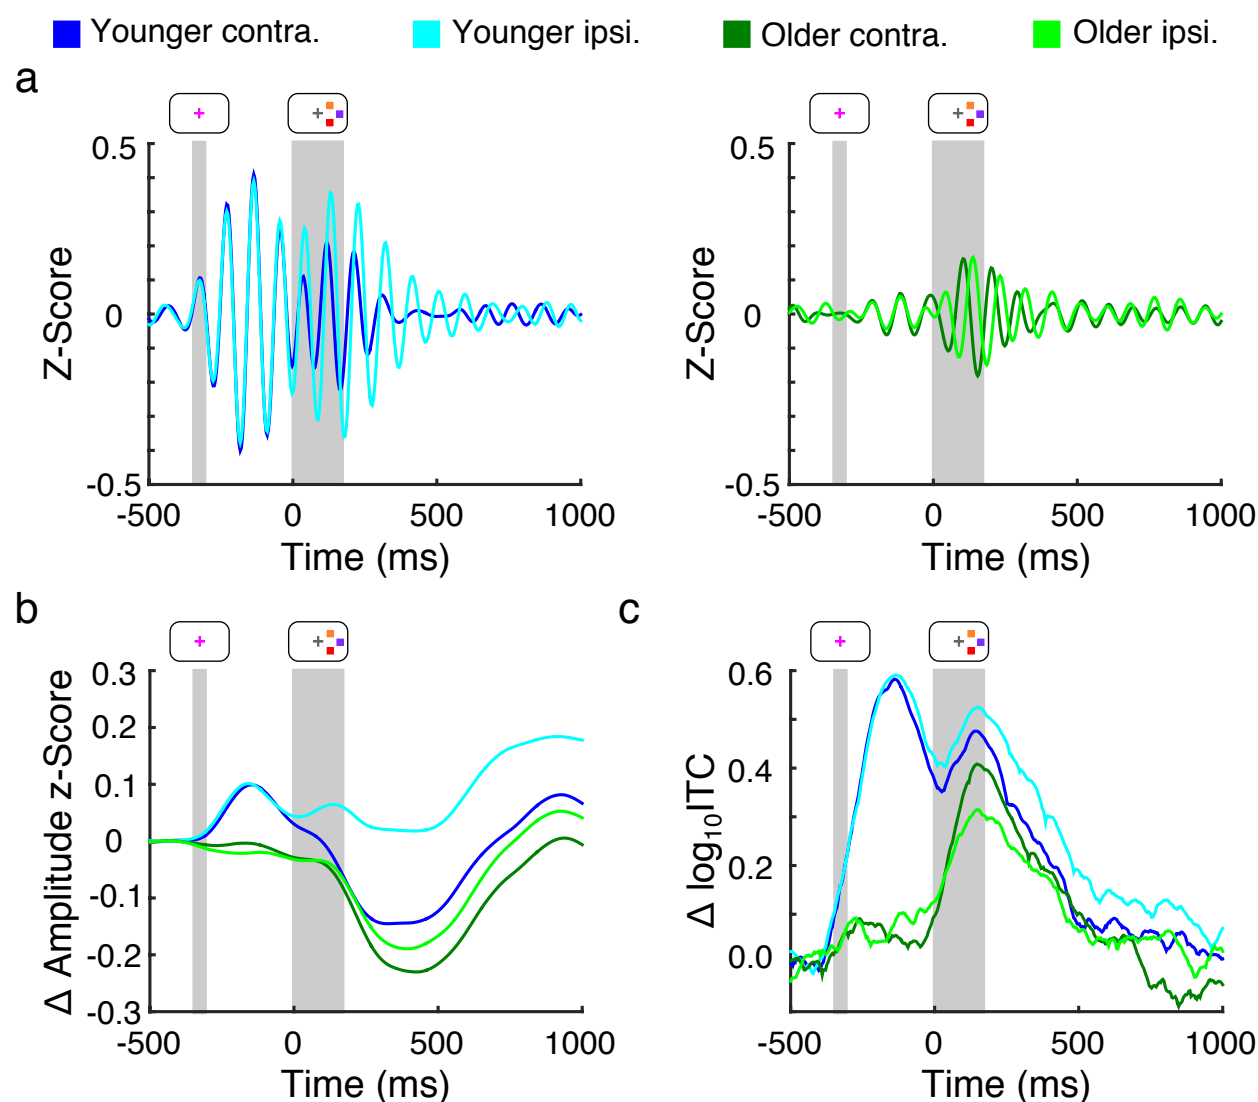 Younger contra. Younger ipsi. Older contra. Older ipsi.
a
0.5 0.5
Z-Score Z-Score
0 0
-0.5 -0.5
-500 0 500 1000 -500 0 500 1000
Time (ms) Time (ms)
b c
Δ Amplitude z-Score
0.3
0.2
0.1
0
-0.1
-0.2
-0.3
-500 0 500 1000
Time (ms)
Δ log₁₀ITC
0.6
0.4
0.2
0.0
-500 0 500 1000
Time (ms)